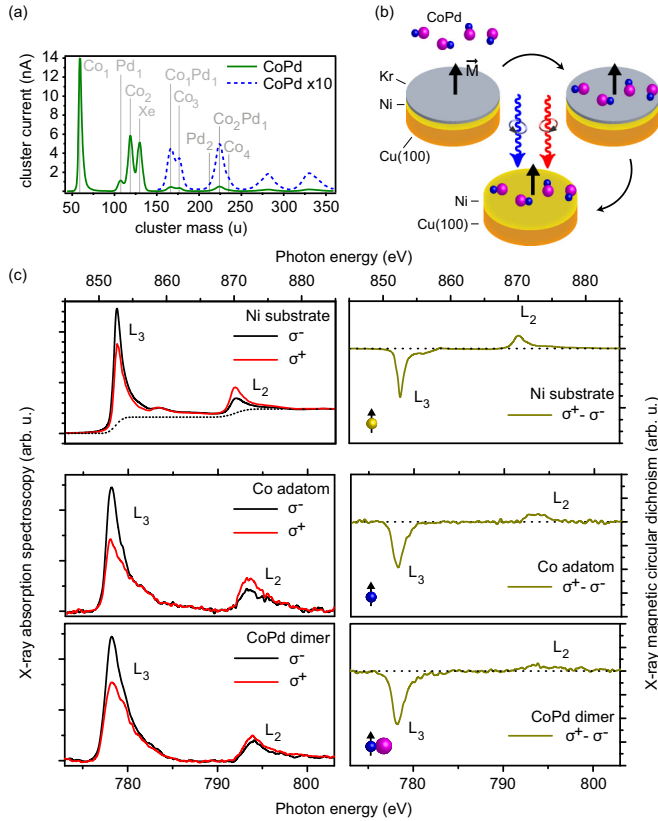 (a)
cluster current (nA)
14
12
10
8
6
4
2
Co₁
Pd₁
Co₂
Xe
Co₁Pd₁
Co₃
Pd₂
Co₂Pd₁
Co₄
CoPd
CoPd x10
50 100 150 200 250 300 350
cluster mass (u)
(b)
CoPd
M
Kr
Ni
Cu(100)
Ni
Cu(100)
Photon energy (eV)
(c)
850 860 870 880
850 860 870 880
X-ray absorption spectroscopy (arb. u.)
X-ray magnetic circular dichroism (arb. u.)
L₃
Ni substrate
σ⁻
σ⁺
L₂
L₂
L₃
Ni substrate
σ⁺- σ⁻
L₃
Co adatom
σ⁻
σ⁺
L₂
L₂
L₃
Co adatom
σ⁺- σ⁻
L₃
CoPd dimer
σ⁻
σ⁺
L₂
L₂
L₃
CoPd dimer
σ⁺- σ⁻
780 790 800
780 790 800
Photon energy (eV)